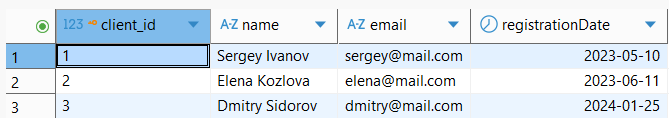 123 client_id A-Z name A-Z email registrationDate
1 1 Sergey Ivanov sergey@mail.com 2023-05-10
2 2 Elena Kozlova elena@mail.com 2023-06-11
3 3 Dmitry Sidorov dmitry@mail.com 2024-01-25